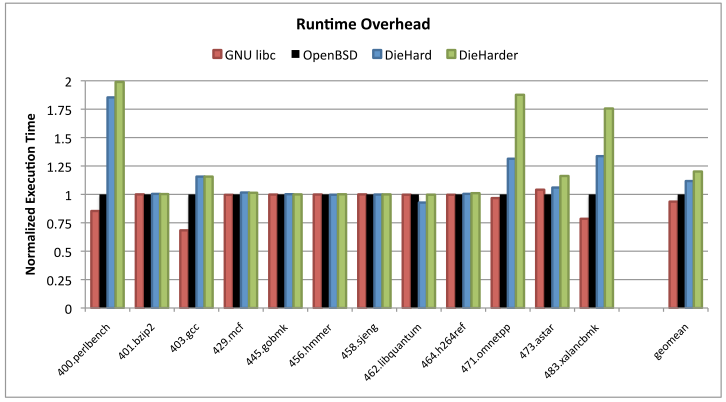 Runtime Overhead
GNU libc OpenBSD DieHard DieHarder
Normalized Execution Time
2
1.75
1.5
1.25
1
0.75
0.5
0.25
0
400.perlbench
401.bzip2
403.gcc
429.mcf
445.gobmk
456.hmmer
458.sjeng
462.libquantum
464.h264ref
471.omnetpp
473.astar
483.xalancbmk
geomean